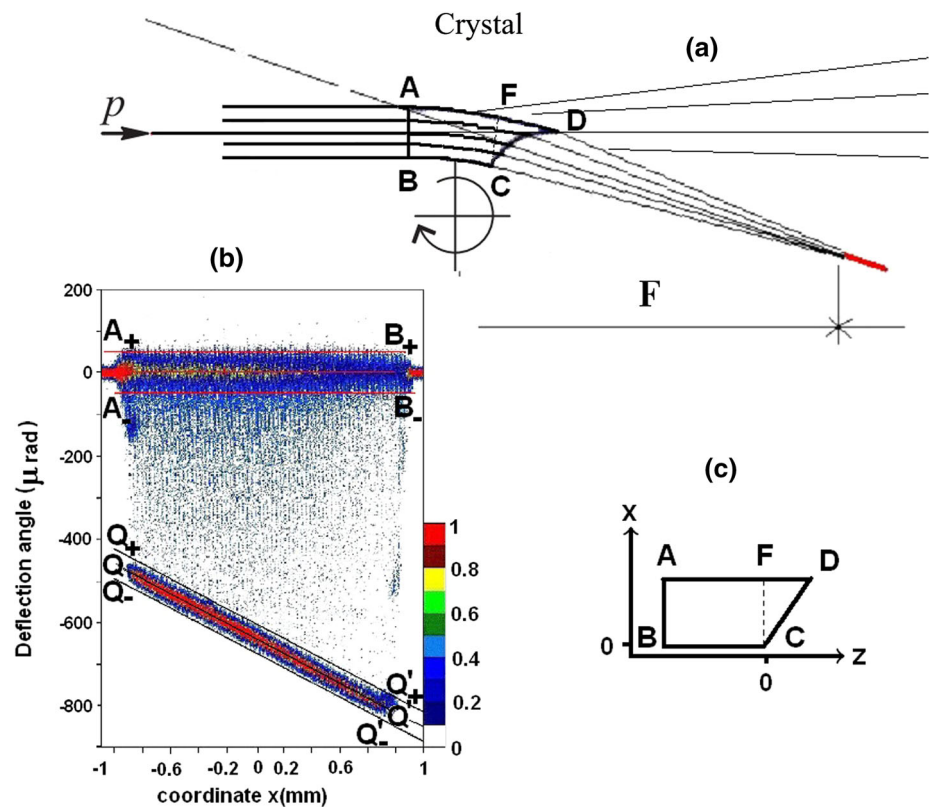 Crystal
(a)
A
F
D
p
B
C
F
(b)
200
0
-200
-400
-600
-800
Deflection angle (μ rad)
A+
B+
A-
B-
Q+
Q
Q-
Q'+
Q'
Q'-
1
0.8
0.6
0.4
0.2
0
-1
-0.6
-0.2
0
0.2
0.6
1
coordinate x(mm)
(c)
X
A
F
D
0
B
C
Z
0